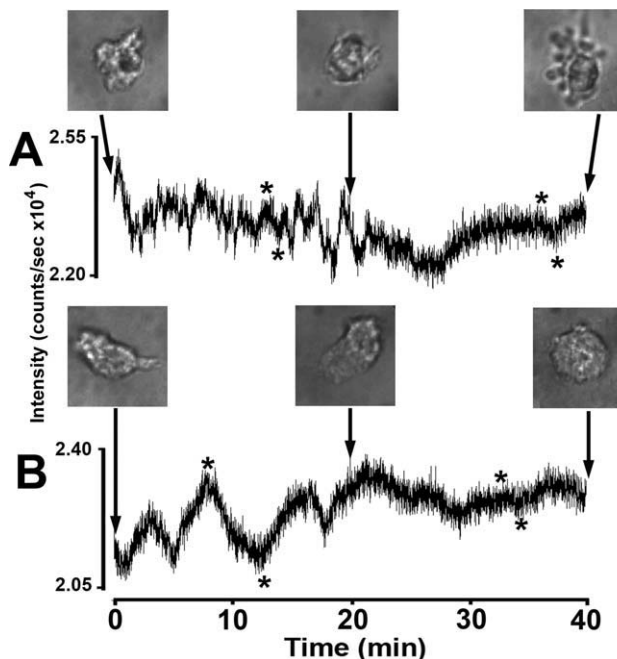 A
2.55
2.20
Intensity (counts/sec x10⁴)
* * * *
B
2.40
2.05
* * * *
0 10 20 30 40
Time (min)